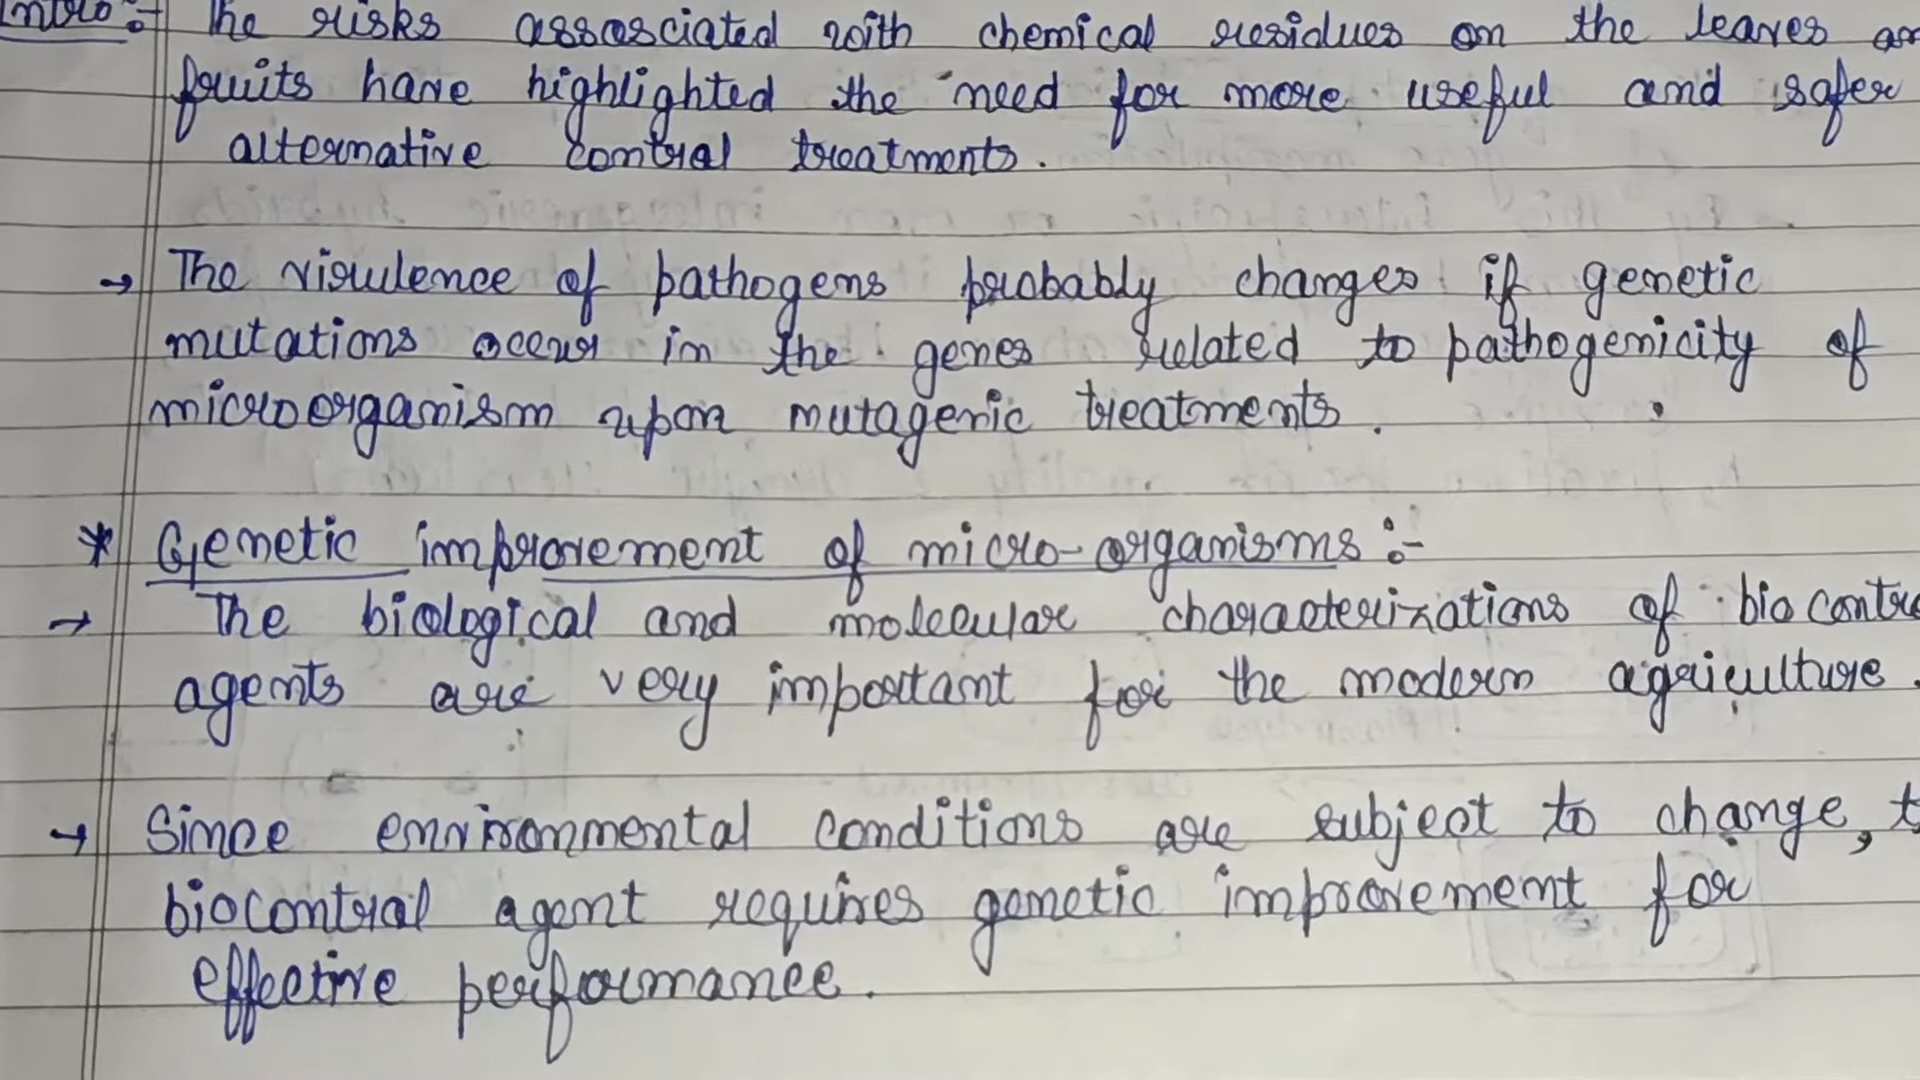 Intro :- The risks assosciated with chemical residues on the leaves
fruits have highlighted the need for more useful and safer
alternative control treatments.
→ The virulence of pathogens probably changes if genetic
mutations occur in the genes related to pathogenicity of
microorganism upon mutagenic treatments.
* Genetic improvement of micro-organisms :-
→ The biological and molecular characterizations of bio contro
agents are very important for the modern agriculture.
→ Since environmental conditions are subject to change,
biocontrol agent requires genetic improvement for
effective performance.